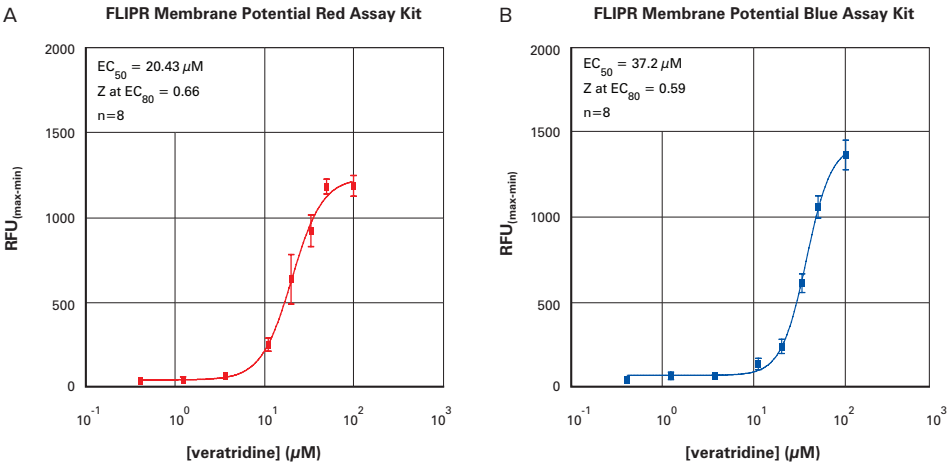 A
FLIPR Membrane Potential Red Assay Kit
2000
1500
1000
500
0
EC50 = 20.43 µM
Z at EC80 = 0.66
n=8
RFU(max-min)
10-1
100
101
102
103
[veratridine] (µM)
B
FLIPR Membrane Potential Blue Assay Kit
2000
1500
1000
500
0
EC50 = 37.2 µM
Z at EC80 = 0.59
n=8
RFU(max-min)
10-1
100
101
102
103
[veratridine] (µM)